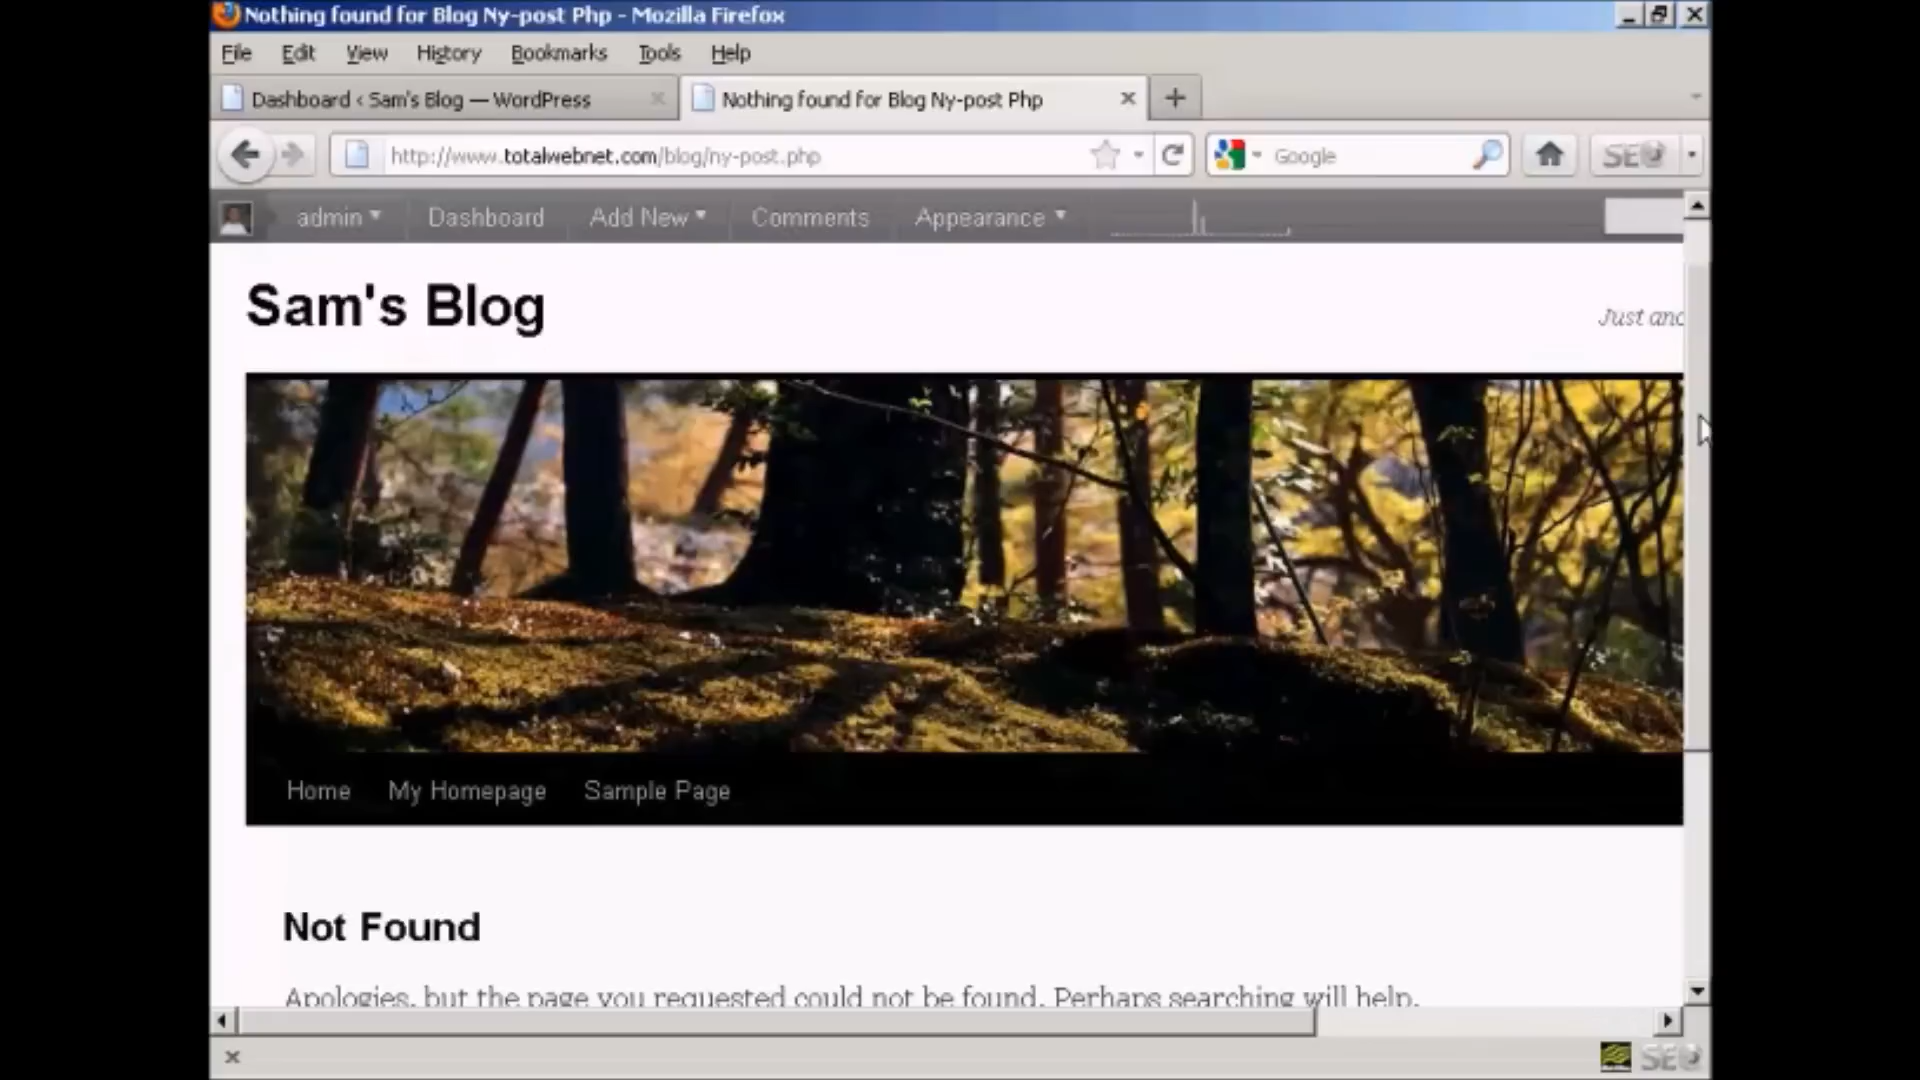 Nothing found for Blog Ny-post Php - Mozilla Firefox
File Edit View History Bookmarks Tools Help
Dashboard ‹ Sam's Blog — WordPress
Nothing found for Blog Ny-post Php
http://www.totalwebnet.com/blog/ny-post.php
Google
SEO
admin Dashboard Add New Comments Appearance
Sam's Blog
Just
Home My Homepage Sample Page
Not Found
Apologies, but the page you requested could not be found. Perhaps searching will help.
SEO